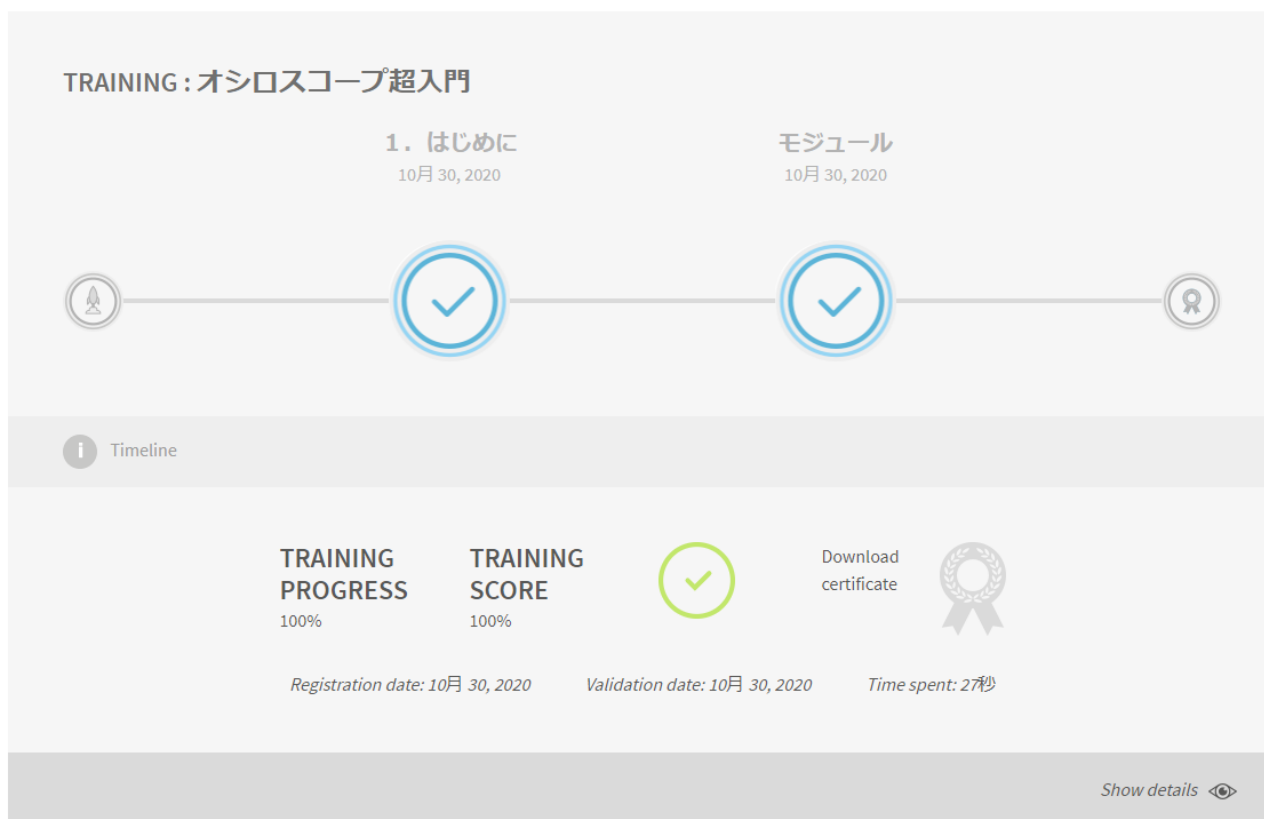 TRAINING : オシロスコープ超入門
1．はじめに
10月 30, 2020
モジュール
10月 30, 2020
i
Timeline
TRAINING
PROGRESS
100%
TRAINING
SCORE
100%
Download
certificate
Registration date: 10月 30, 2020
Validation date: 10月 30, 2020
Time spent: 27秒
Show details